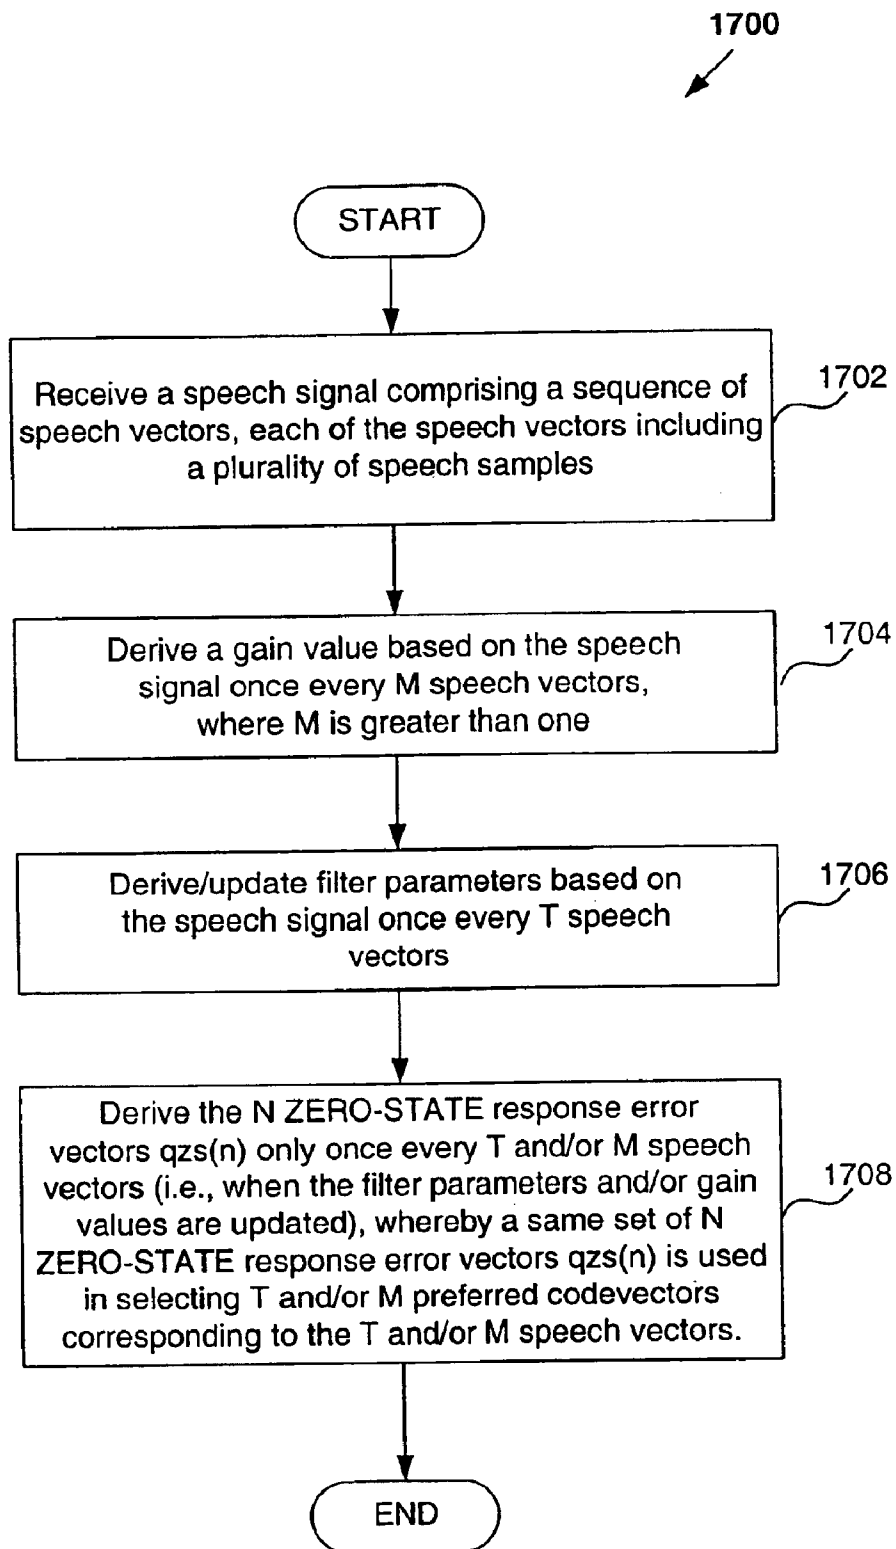 1700
START
Receive a speech signal comprising a sequence of
speech vectors, each of the speech vectors including
a plurality of speech samples
1702
Derive a gain value based on the speech
signal once every M speech vectors,
where M is greater than one
1704
Derive/update filter parameters based on
the speech signal once every T speech
vectors
1706
Derive the N ZERO-STATE response error
vectors qzs(n) only once every T and/or M speech
vectors (i.e., when the filter parameters and/or gain
values are updated), whereby a same set of N
ZERO-STATE response error vectors qzs(n) is used
in selecting T and/or M preferred codevectors
corresponding to the T and/or M speech vectors.
1708
END